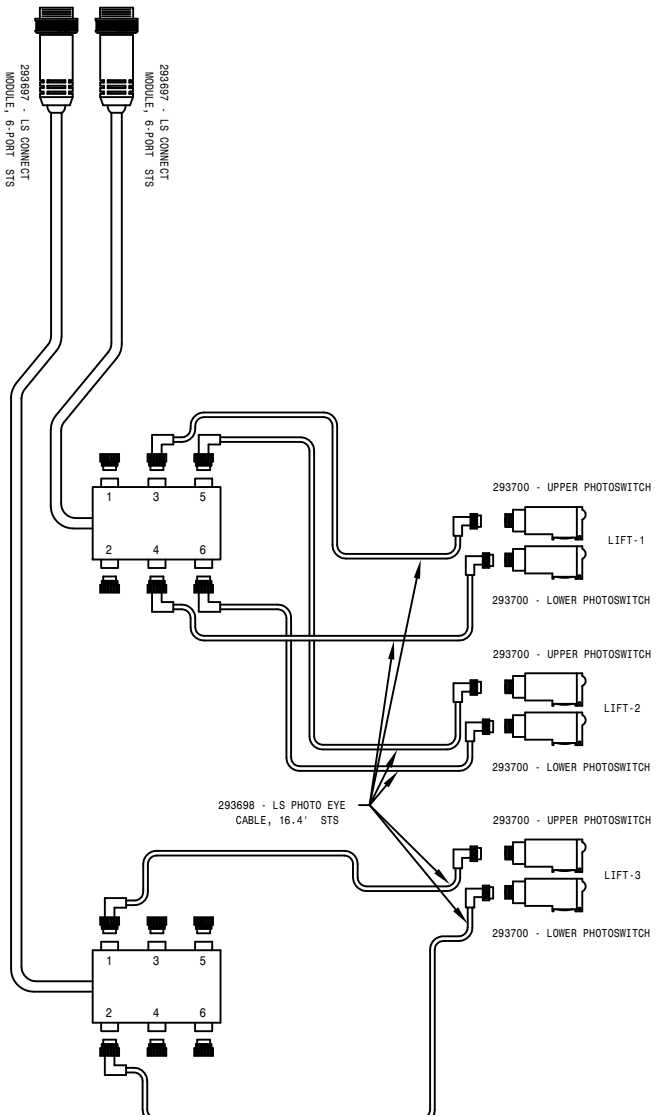 293697 - LS CONNECT
MODULE, 6-PORT STS
293697 - LS CONNECT
MODULE, 6-PORT STS
1 3 5
2 4 6
293700 - UPPER PHOTOSWITCH
LIFT-1
293700 - LOWER PHOTOSWITCH
293700 - UPPER PHOTOSWITCH
LIFT-2
293700 - LOWER PHOTOSWITCH
293698 - LS PHOTO EYE
CABLE, 16.4' STS
293700 - UPPER PHOTOSWITCH
LIFT-3
293700 - LOWER PHOTOSWITCH
1 3 5
2 4 6